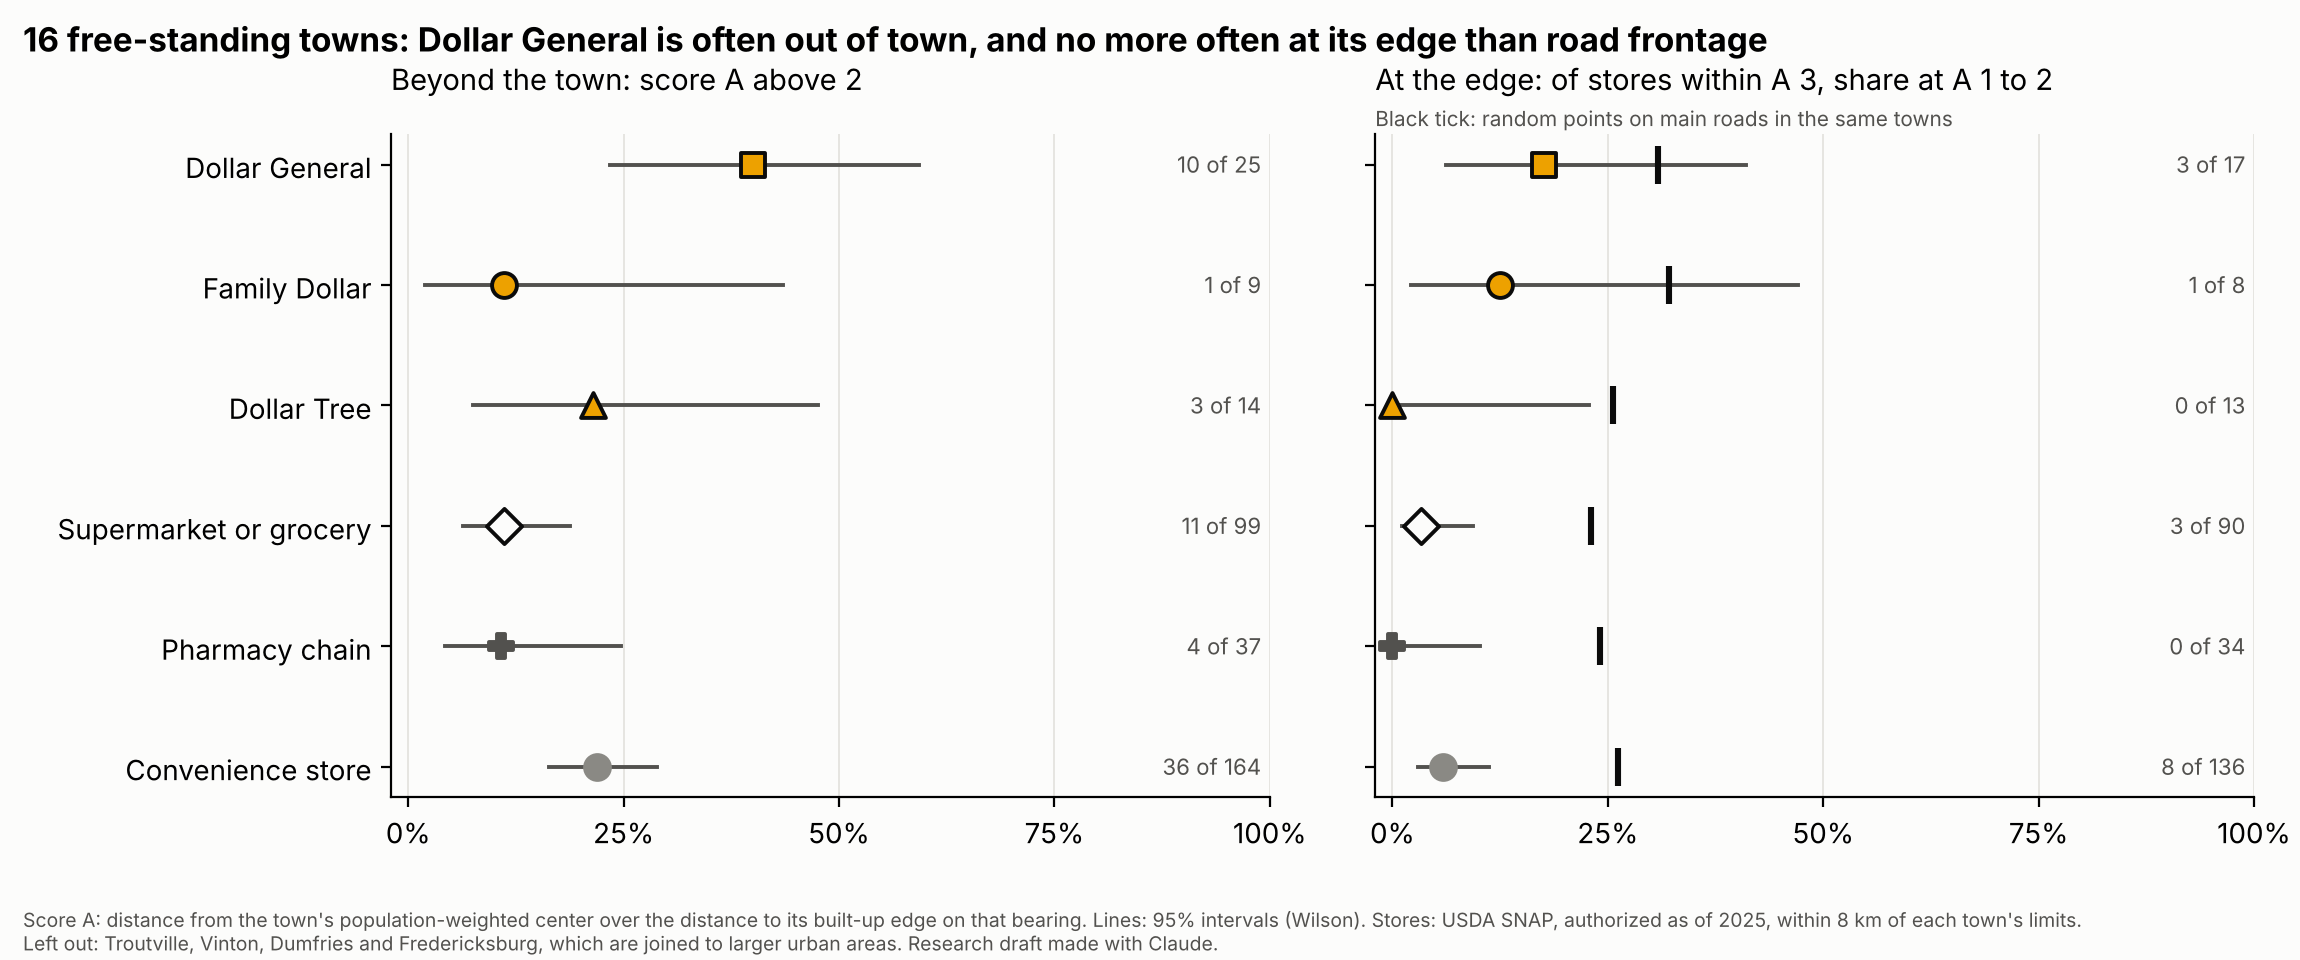 16 free-standing towns: Dollar General is often out of town, and no more often at its edge than road frontage
Beyond the town: score A above 2
At the edge: of stores within A 3, share at A 1 to 2
Black tick: random points on main roads in the same towns
Dollar General
10 of 25
3 of 17
Family Dollar
1 of 9
1 of 8
Dollar Tree
3 of 14
0 of 13
Supermarket or grocery
11 of 99
3 of 90
Pharmacy chain
4 of 37
0 of 34
Convenience store
36 of 164
8 of 136
0%
25%
50%
75%
100%
0%
25%
50%
75%
100%
Score A: distance from the town's population-weighted center over the distance to its built-up edge on that bearing. Lines: 95% intervals (Wilson). Stores: USDA SNAP, authorized as of 2025, within 8 km of each town's limits.
Left out: Troutville, Vinton, Dumfries and Fredericksburg, which are joined to larger urban areas. Research draft made with Claude.